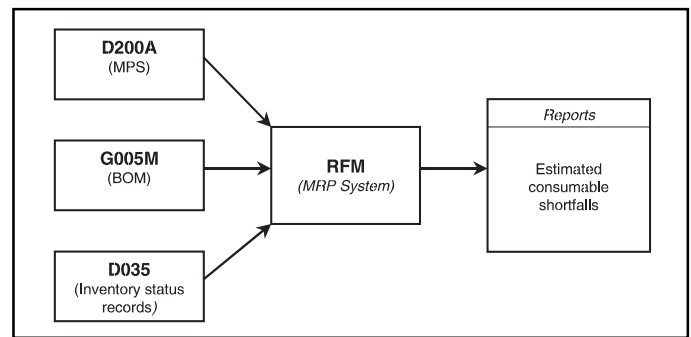 D200A
(MPS)
G005M
(BOM)
D035
(Inventory status
records)
RFM
(MRP System)
Reports
Estimated
consumable
shortfalls